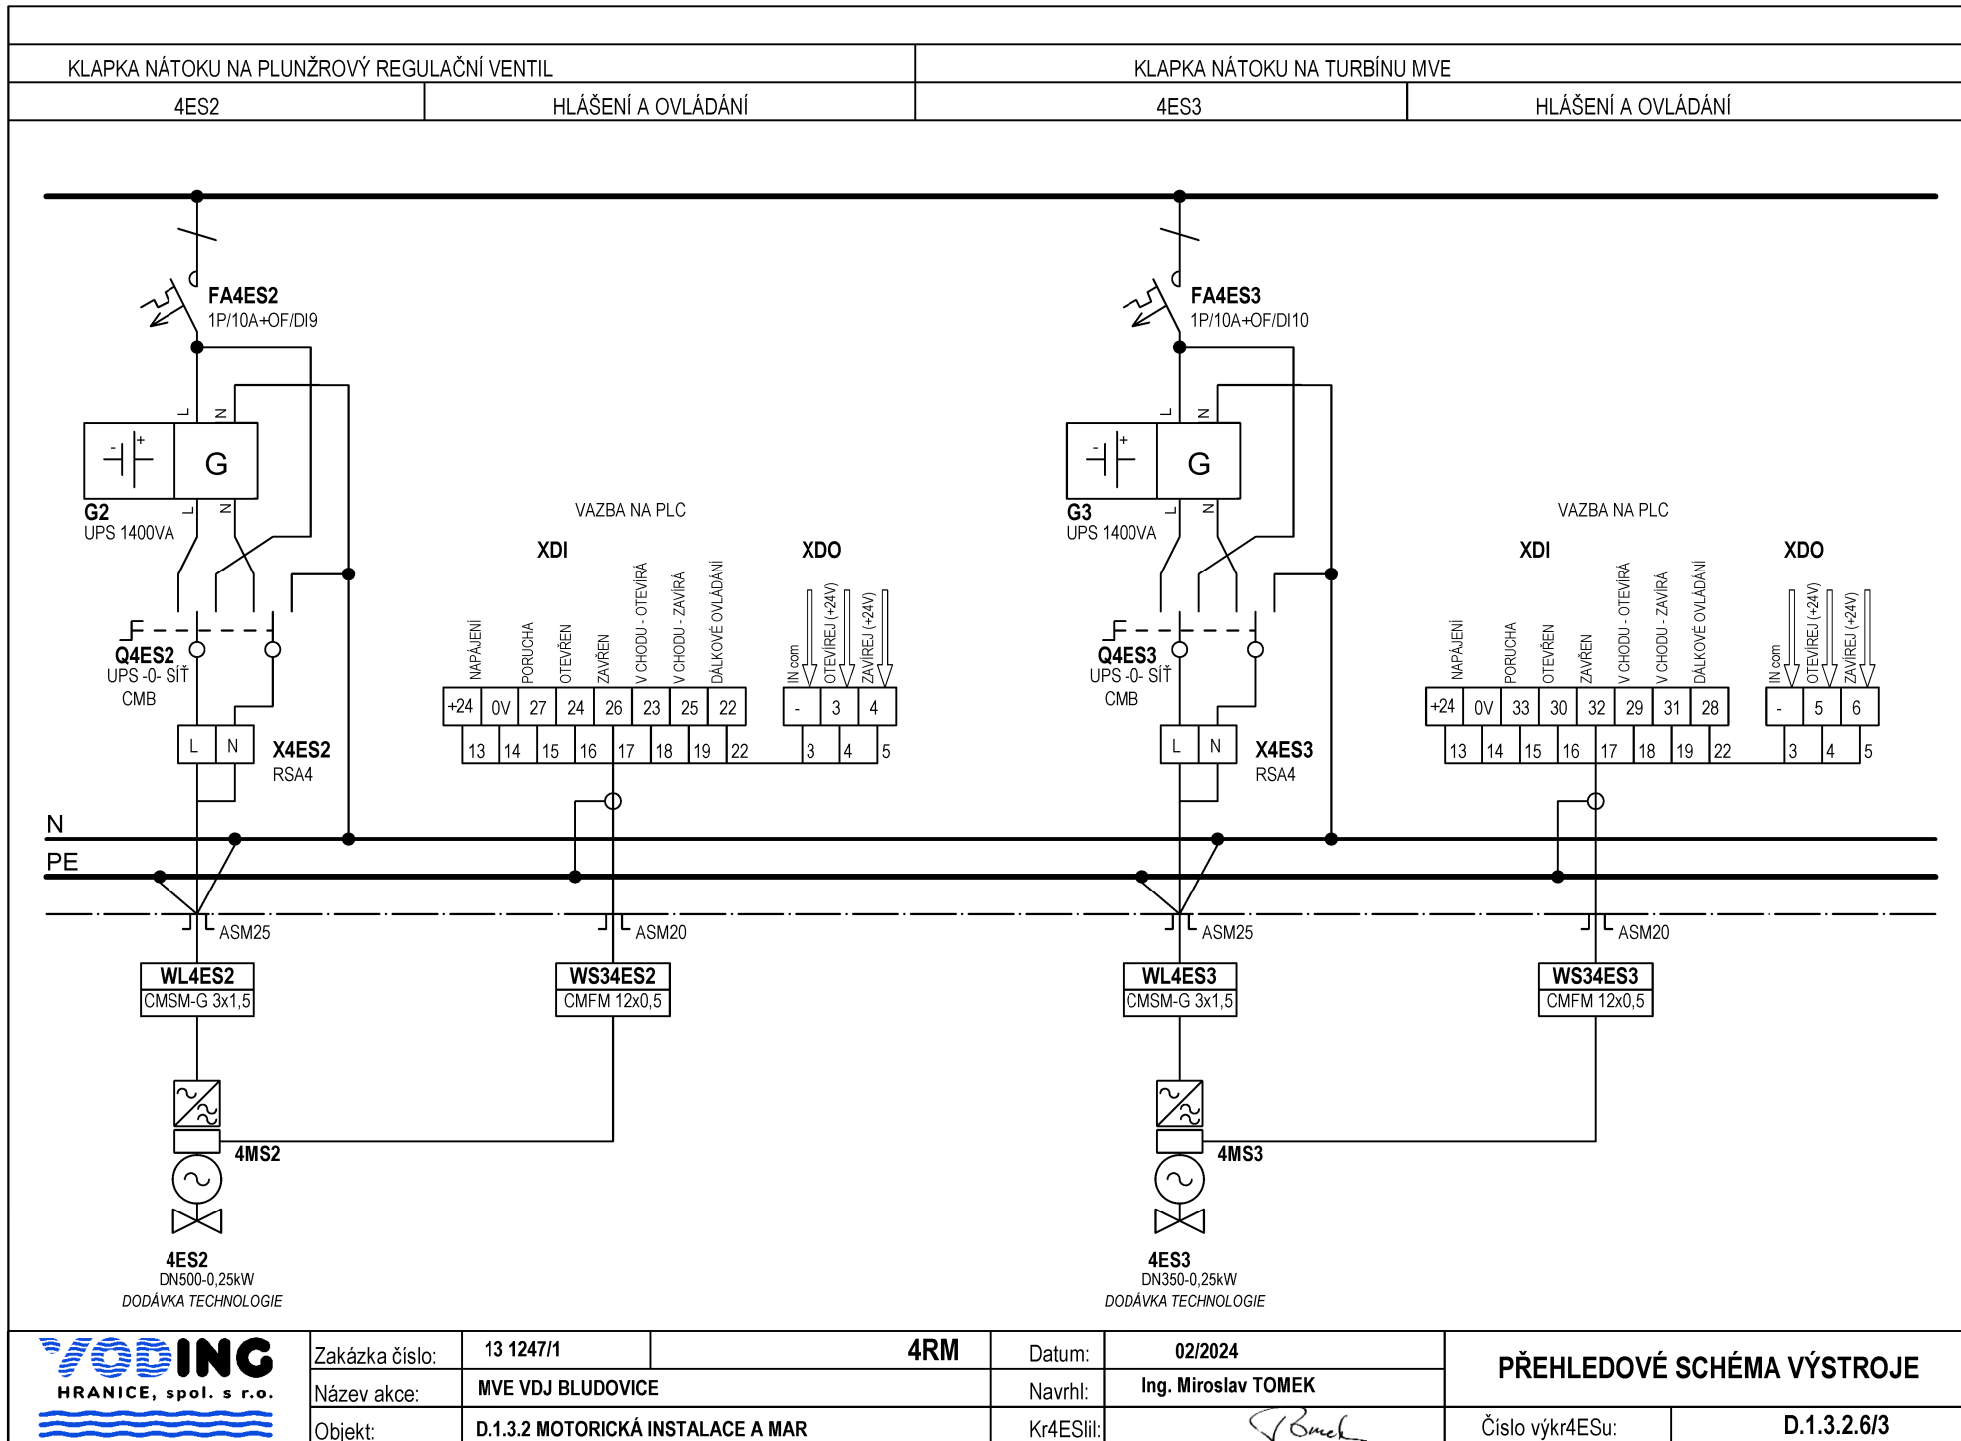 KLAPKA NÁTOKU NA PLUNŽROVÝ REGULAČNÍ VENTIL
KLAPKA NÁTOKU NA TURBÍNU MVE
4ES2
HLÁŠENÍ A OVLÁDÁNÍ
4ES3
HLÁŠENÍ A OVLÁDÁNÍ
FA4ES2
1P/10A+OF/DI9
L
N
- +
G
G2
UPS 1400VA
L
N
Q4ES2
UPS -0- SÍŤ
CMB
L N
X4ES2
RSA4
VAZBA NA PLC
XDI
XDO
NAPÁJENÍ
PORUCHA
OTEVŘEN
ZAVŘEN
V CHODU - OTEVÍRÁ
V CHODU - ZAVÍRÁ
DÁLKOVÉ OVLÁDÁNÍ
IN com
OTEVÍREJ (+24V)
ZAVÍREJ (+24V)
+24 0V 27 24 26 23 25 22
- 3 4
13 14 15 16 17 18 19 22
3 4 5
FA4ES3
1P/10A+OF/DI10
L
N
- +
G
G3
UPS 1400VA
L
N
Q4ES3
UPS -0- SÍŤ
CMB
L N
X4ES3
RSA4
VAZBA NA PLC
XDI
XDO
NAPÁJENÍ
PORUCHA
OTEVŘEN
ZAVŘEN
V CHODU - OTEVÍRÁ
V CHODU - ZAVÍRÁ
DÁLKOVÉ OVLÁDÁNÍ
IN com
OTEVÍREJ (+24V)
ZAVÍREJ (+24V)
+24 0V 33 30 32 29 31 28
- 5 6
13 14 15 16 17 18 19 22
3 4 5
N
PE
ASM25
ASM20
ASM25
ASM20
WL4ES2
CMSM-G 3x1,5
WS34ES2
CMFM 12x0,5
WL4ES3
CMSM-G 3x1,5
WS34ES3
CMFM 12x0,5
4MS2
4MS3
4ES2
DN500-0,25kW
DODÁVKA TECHNOLOGIE
4ES3
DN350-0,25kW
DODÁVKA TECHNOLOGIE
VODING
HRANICE, spol. s r.o.
Zakázka číslo:
13 1247/1
4RM
Datum:
02/2024
PŘEHLEDOVÉ SCHÉMA VÝSTROJE
Název akce:
MVE VDJ BLUDOVICE
Navrhl:
Ing. Miroslav TOMEK
Objekt:
D.1.3.2 MOTORICKÁ INSTALACE A MAR
Kr4ESlil:
Číslo výkr4ESu:
D.1.3.2.6/3